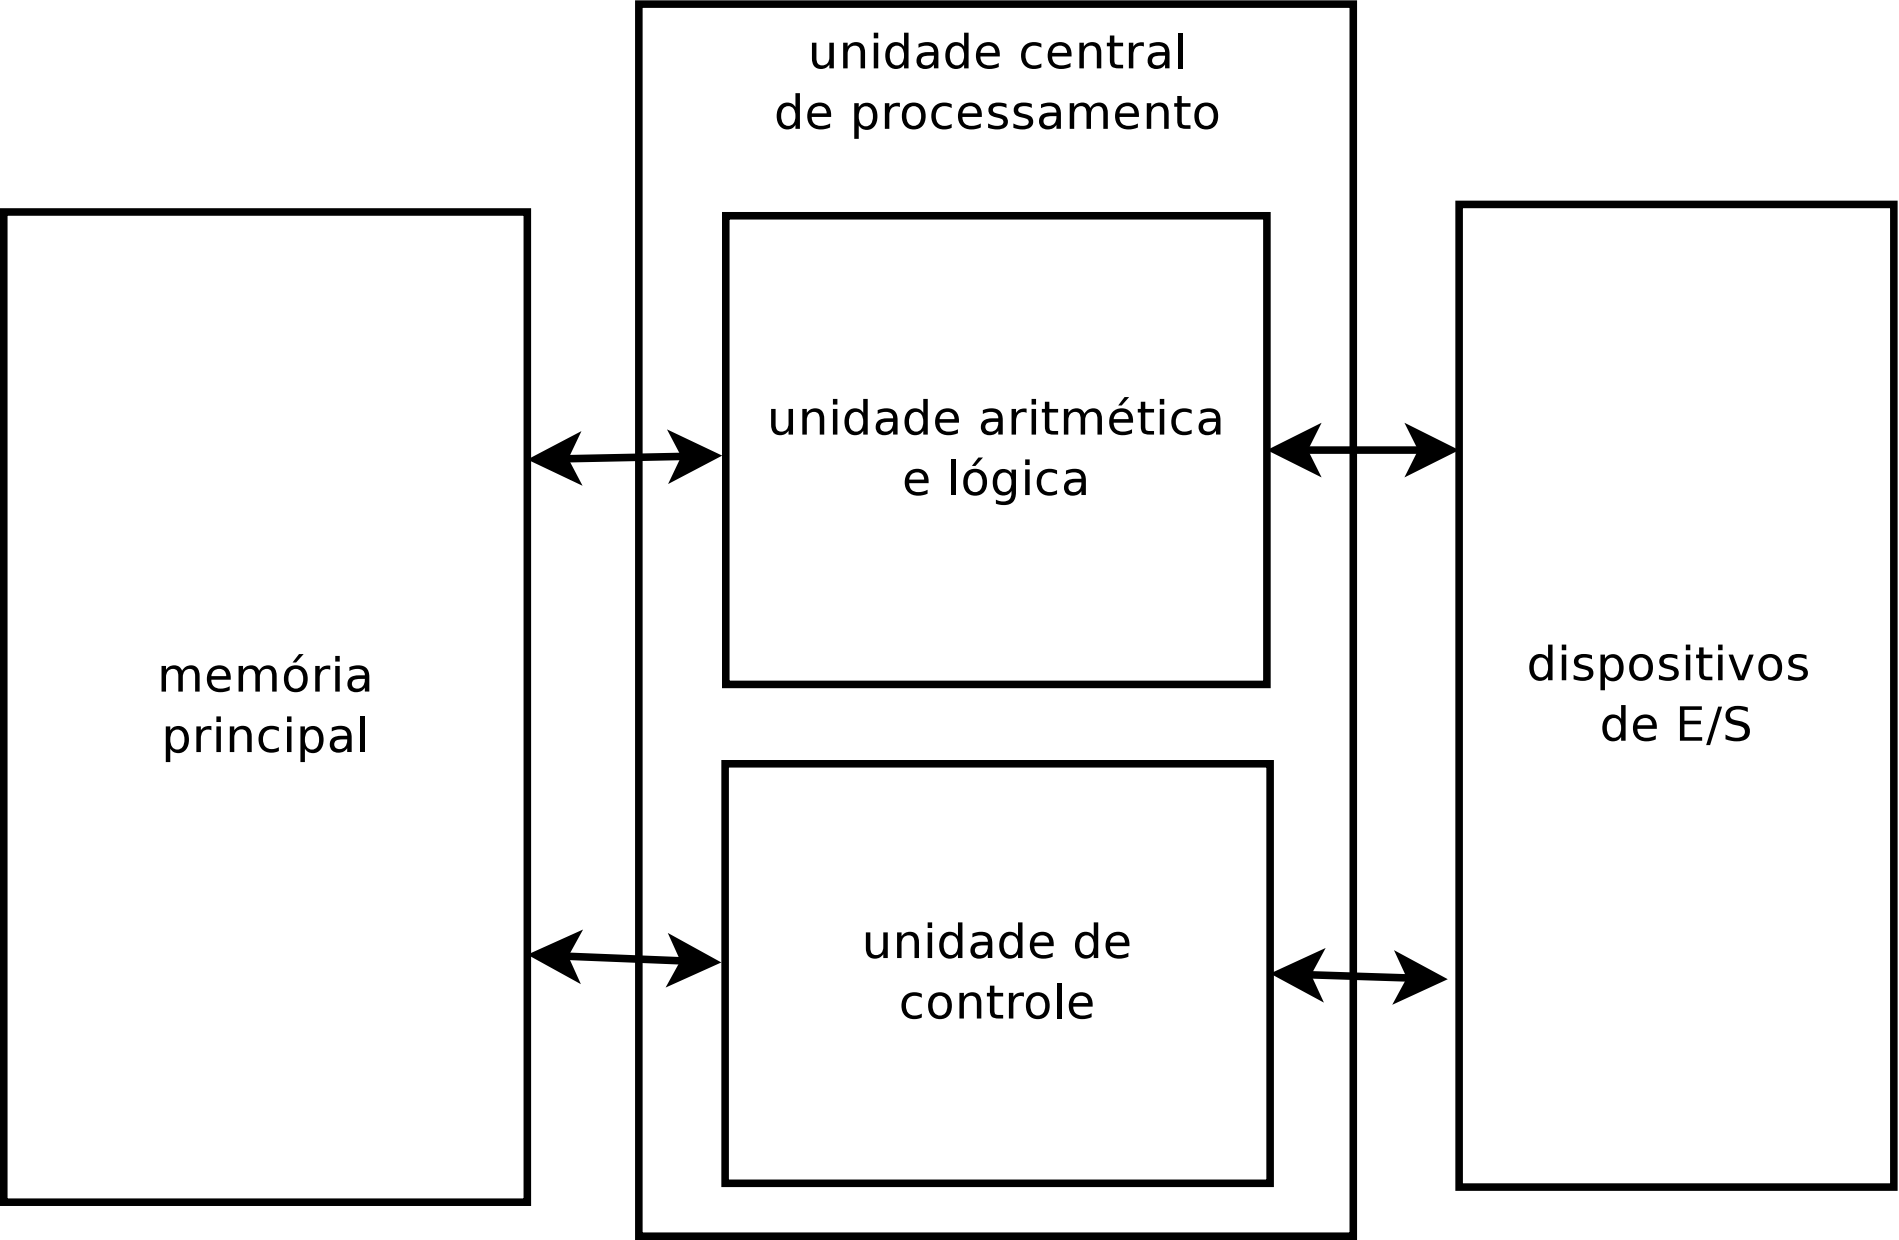 unidade central
de processamento
unidade aritmética
e lógica
memória
principal
dispositivos
de E/S
unidade de
controle